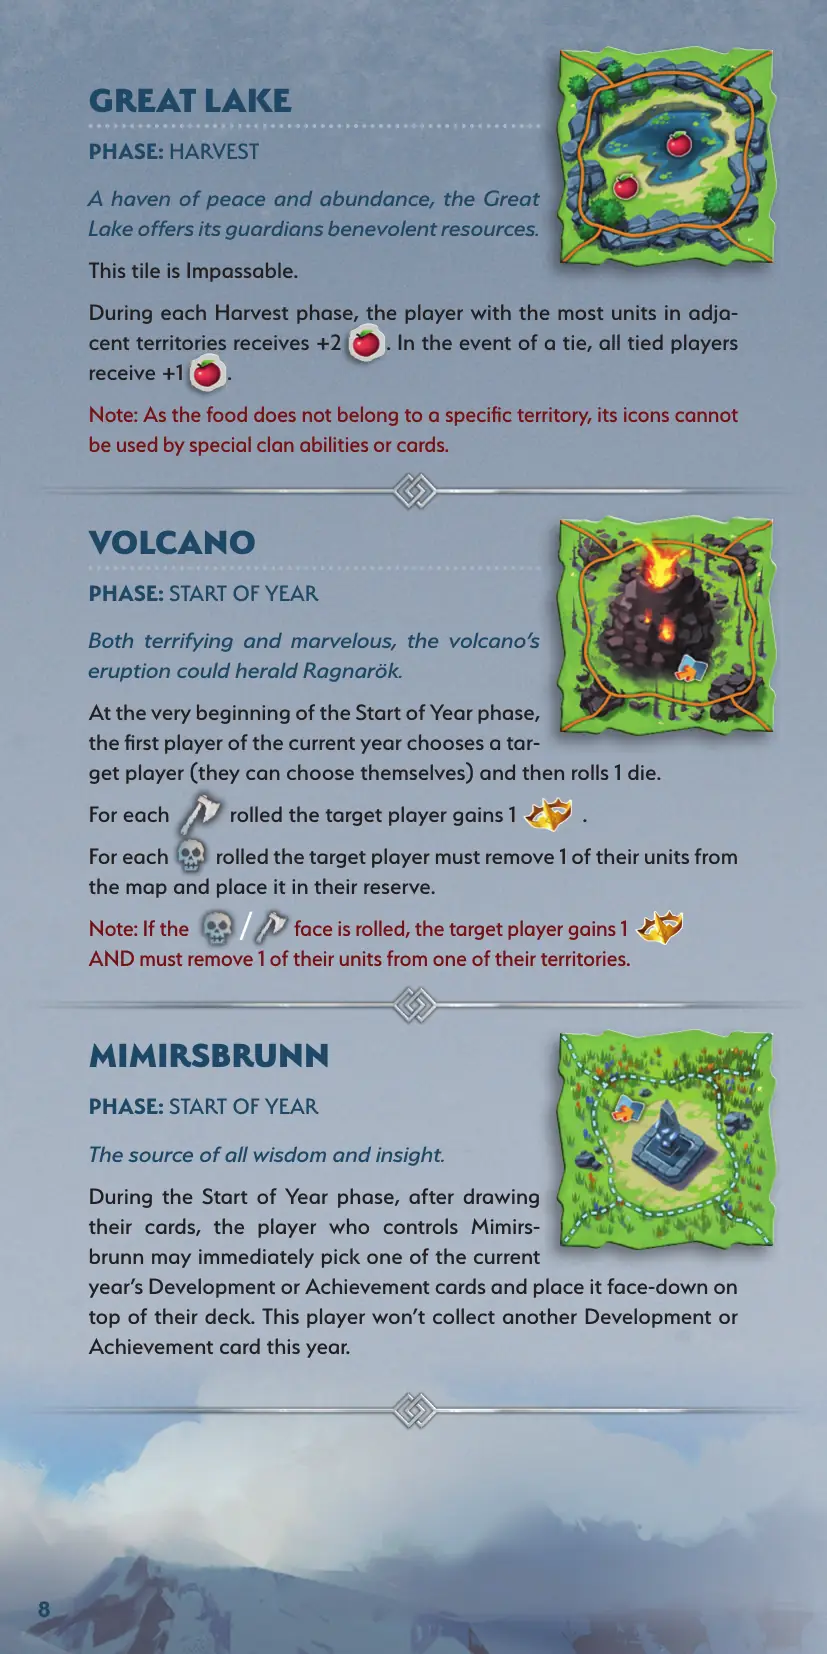 GREAT LAKE
PHASE: HARVEST
A haven of peace and abundance, the Great
Lake offers its guardians benevolent resources.
This tile is Impassable.
During each Harvest phase, the player with the most units in adja-
cent territories receives +2 . In the event of a tie, all tied players
receive +1 .
Note: As the food does not belong to a specific territory, its icons cannot
be used by special clan abilities or cards.
VOLCANO
PHASE: START OF YEAR
Both terrifying and marvelous, the volcano's
eruption could herald Ragnarök.
At the very beginning of the Start of Year phase,
the first player of the current year chooses a tar-
get player (they can choose themselves) and then rolls 1 die.
For each rolled the target player gains 1 .
For each rolled the target player must remove 1 of their units from
the map and place it in their reserve.
Note: If the / face is rolled, the target player gains 1
AND must remove 1 of their units from one of their territories.
MIMIRSBRUNN
PHASE: START OF YEAR
The source of all wisdom and insight.
During the Start of Year phase, after drawing
their cards, the player who controls Mimirs-
brunn may immediately pick one of the current
year's Development or Achievement cards and place it face-down on
top of their deck. This player won't collect another Development or
Achievement card this year.
8